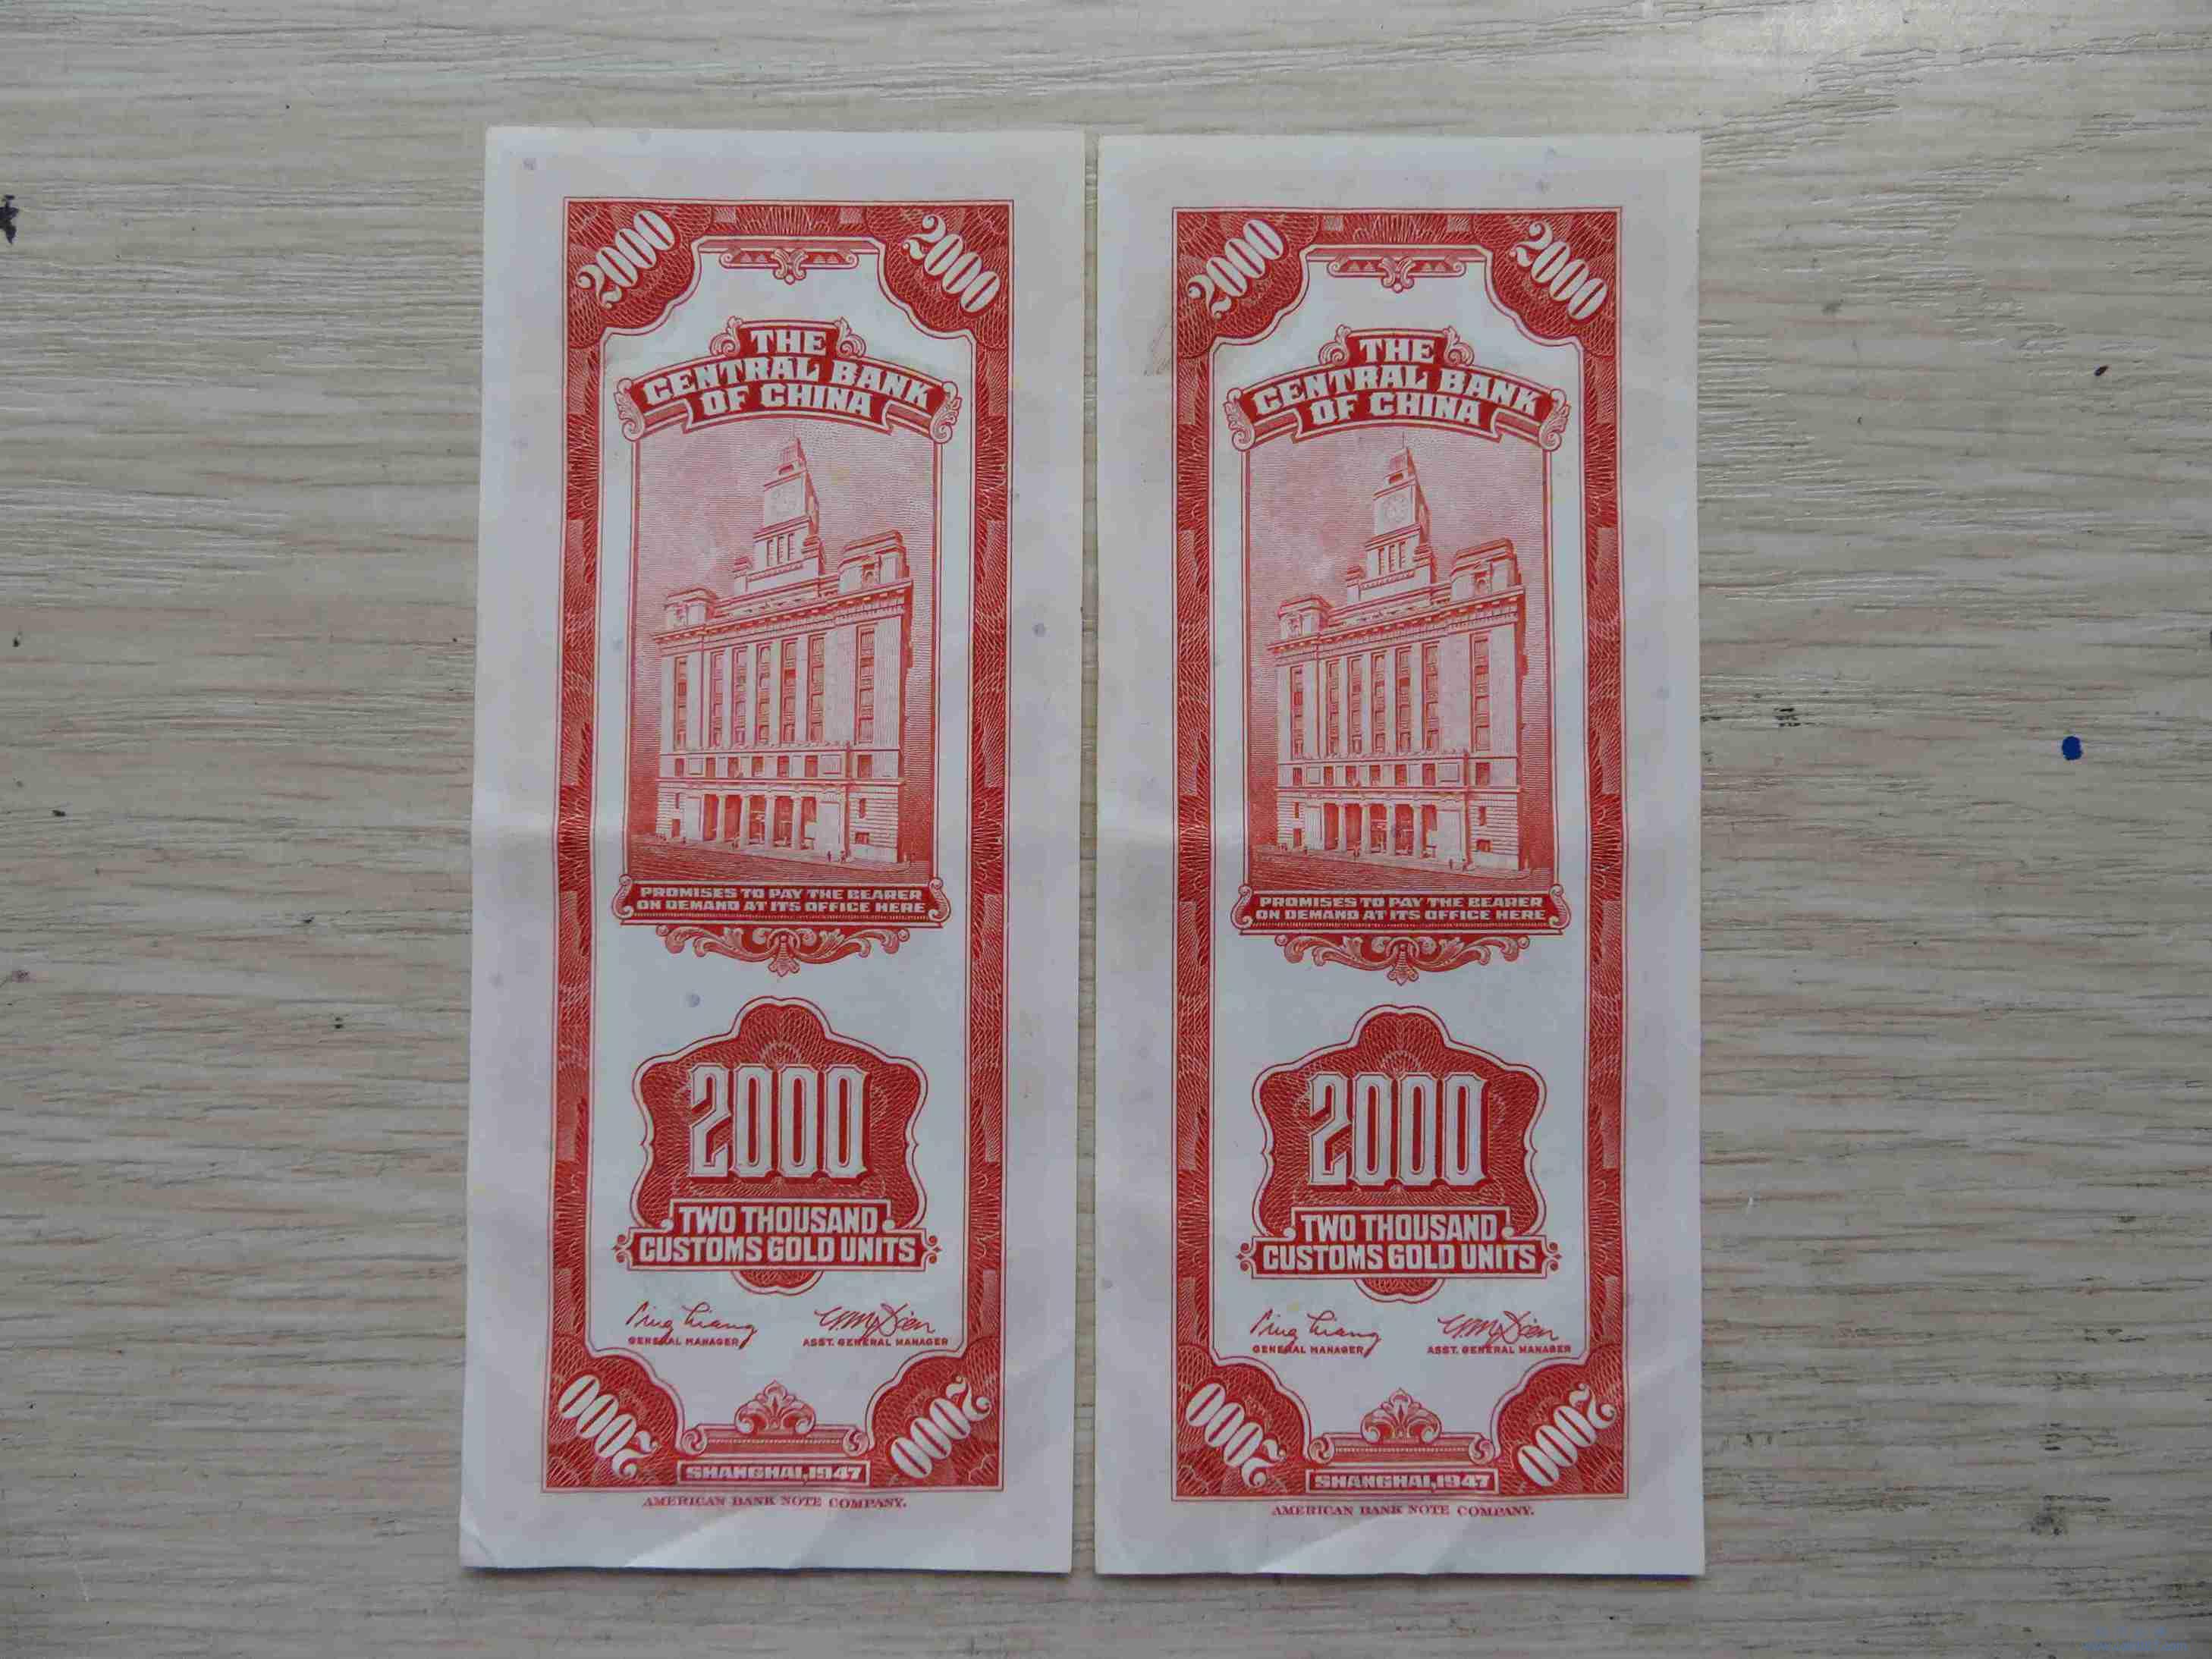 2000 2000
THE
CENTRAL BANK
OF CHINA
PROMISES TO PAY THE BEARER
ON DEMAND AT ITS OFFICE HERE
2000
TWO THOUSAND
CUSTOMS GOLD UNITS
GENERAL MANAGER ASST. GENERAL MANAGER
2000 2000
SHANGHAI, 1947
AMERICAN BANK NOTE COMPANY.
2000 2000
THE
CENTRAL BANK
OF CHINA
PROMISES TO PAY THE BEARER
ON DEMAND AT ITS OFFICE HERE
2000
TWO THOUSAND
CUSTOMS GOLD UNITS
GENERAL MANAGER ASST. GENERAL MANAGER
2000 2000
SHANGHAI, 1947
AMERICAN BANK NOTE COMPANY.